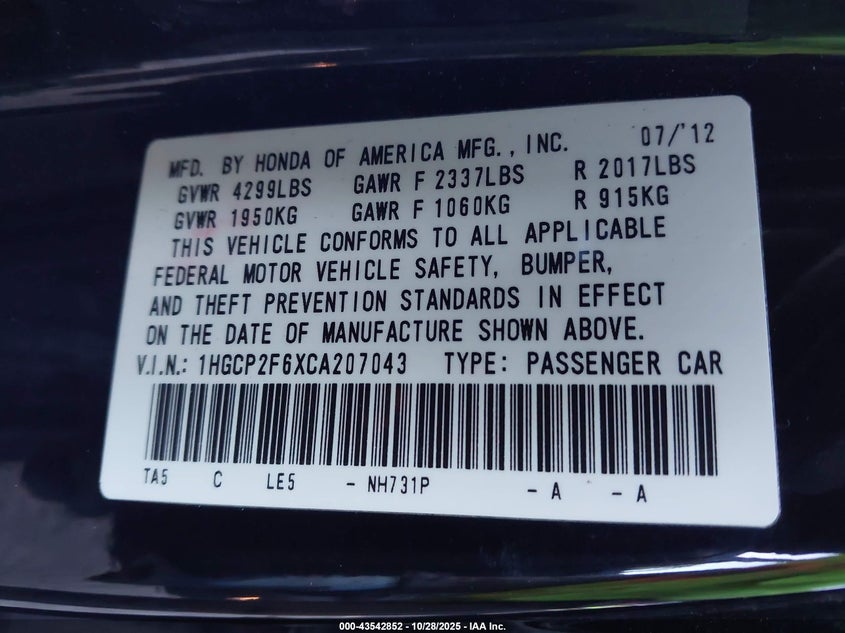 MFD. BY HONDA OF AMERICA MFG., INC. 07/'12
GVWR 4299LBS GAWR F 2337LBS R 2017LBS
GVWR 1950KG GAWR F 1060KG R 915KG
THIS VEHICLE CONFORMS TO ALL APPLICABLE
FEDERAL MOTOR VEHICLE SAFETY, BUMPER,
AND THEFT PREVENTION STANDARDS IN EFFECT
ON THE DATE OF MANUFACTURE SHOWN ABOVE.
V.I.N.: 1HGCP2F6XCA207043 TYPE: PASSENGER CAR
TA5 C LE5 - NH731P - A - A
000-43542852 - 10/28/2025 - IAA Inc.